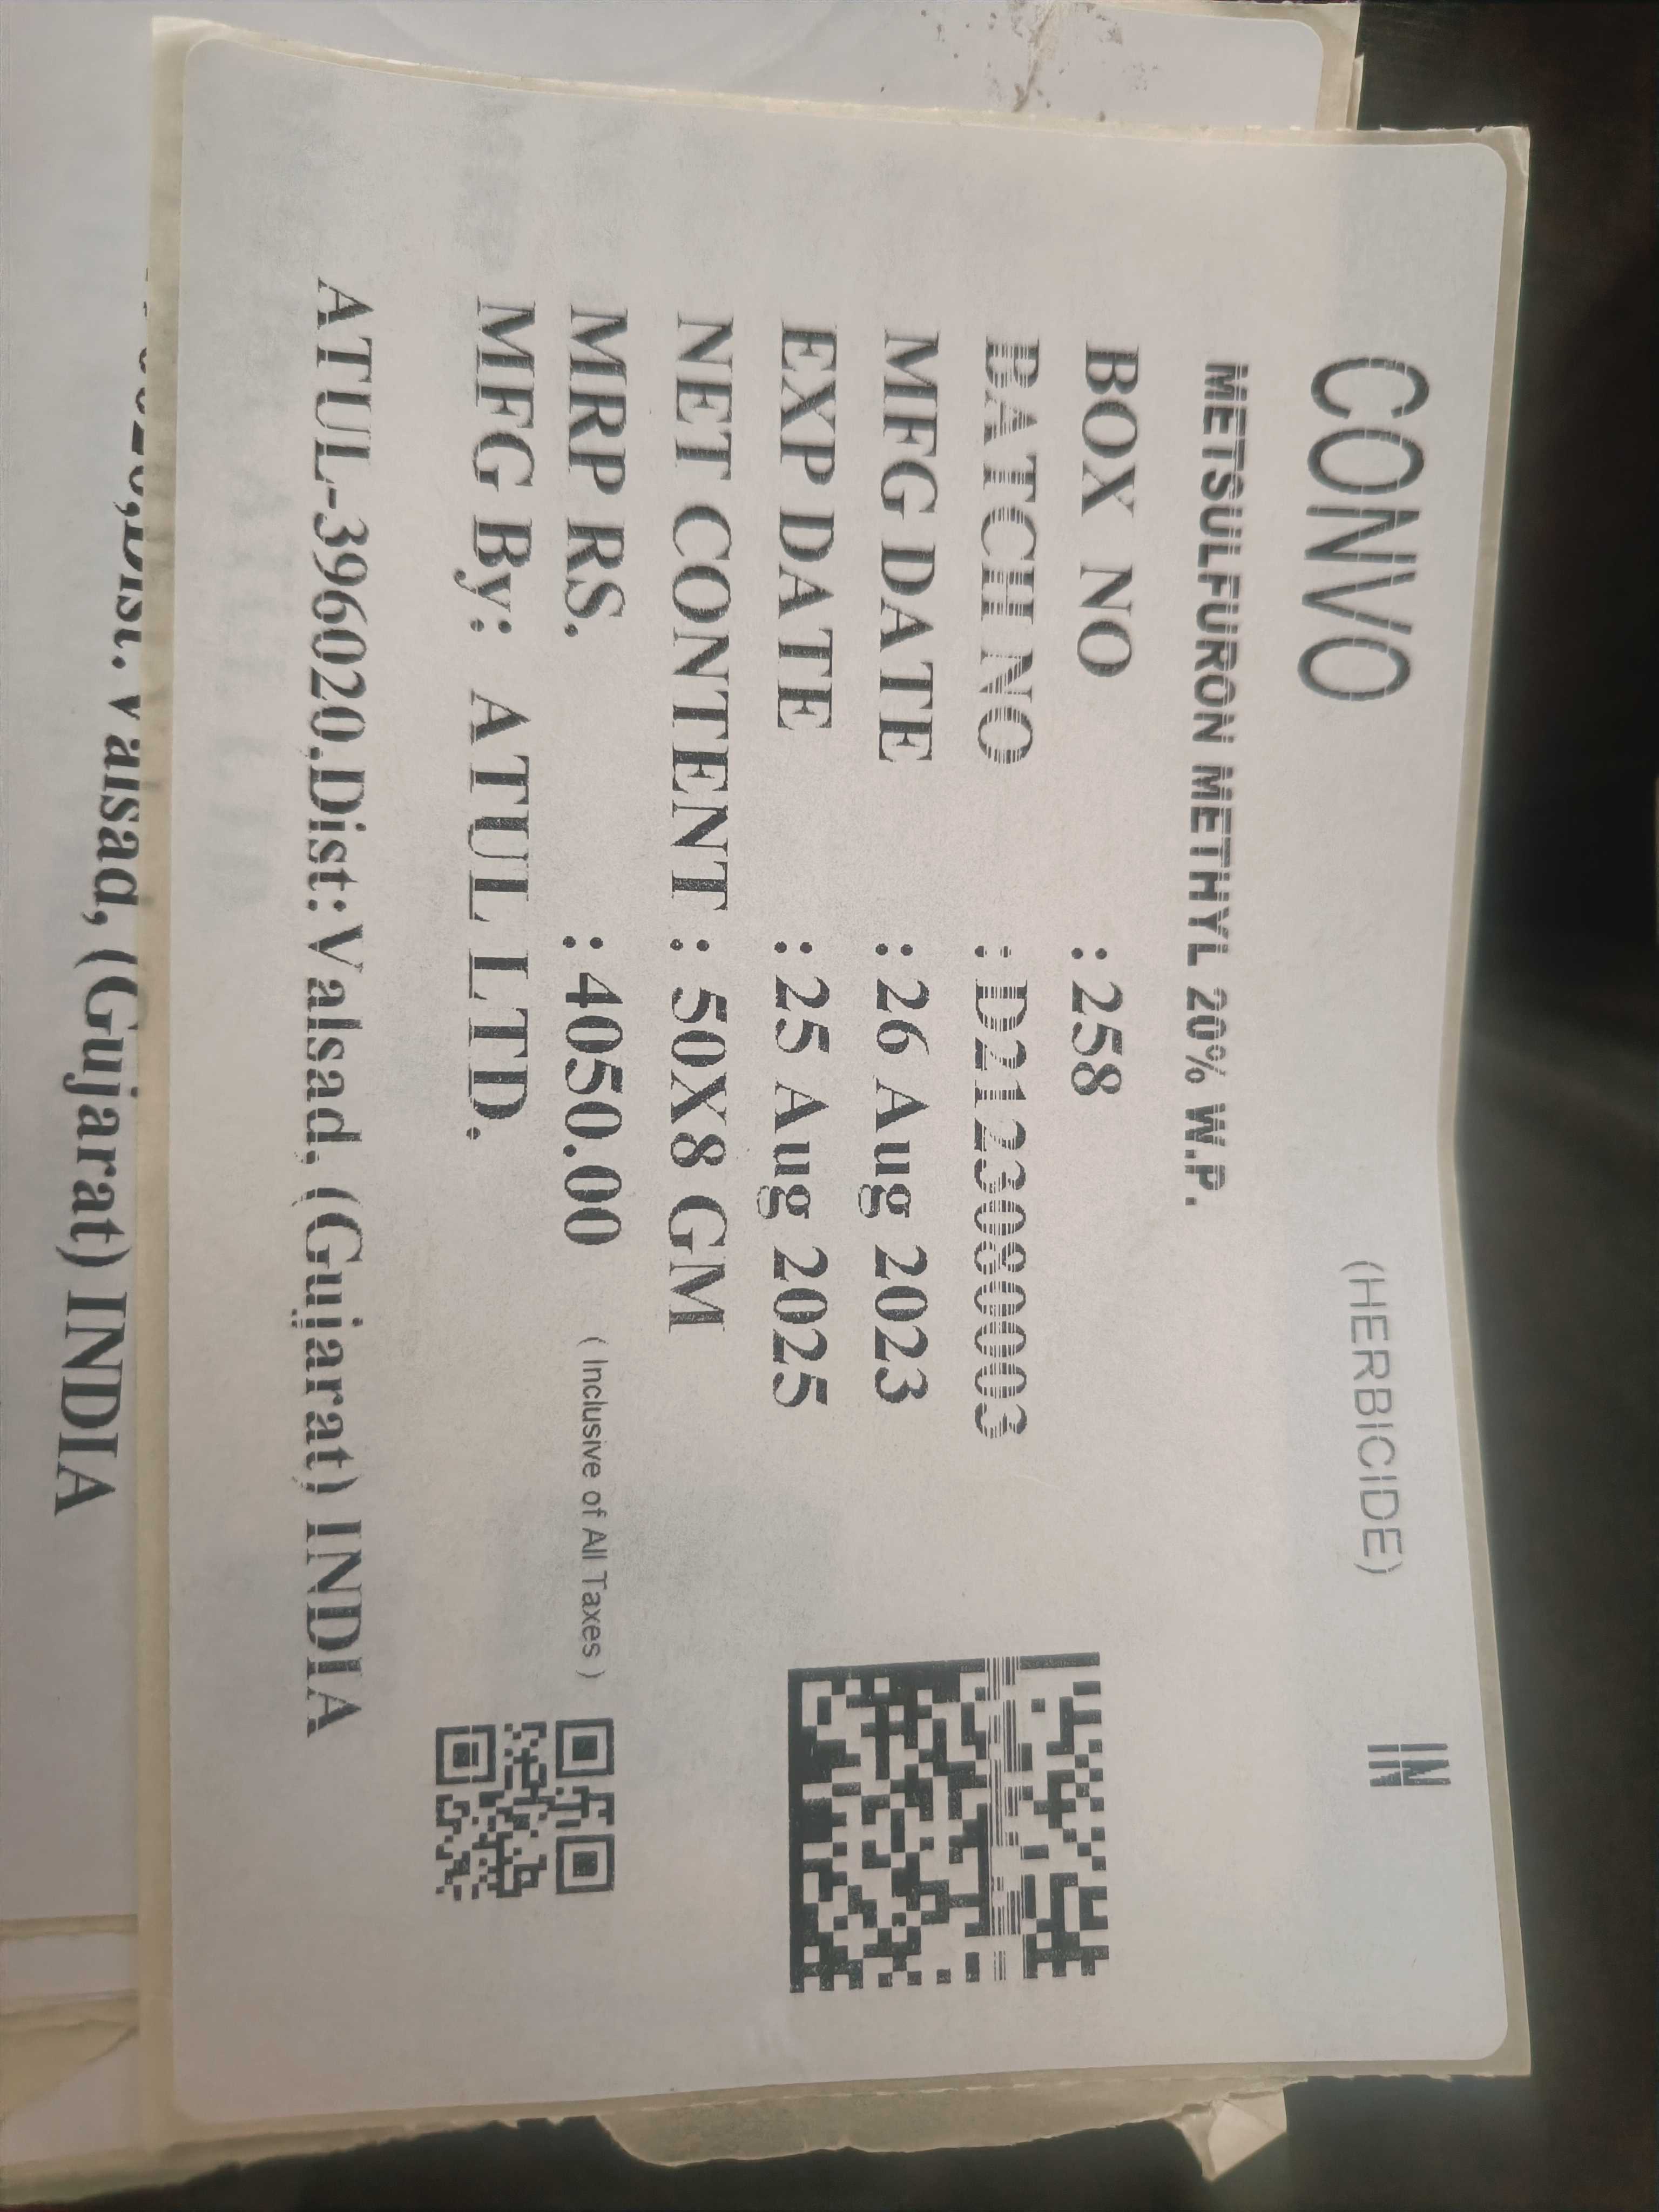 CONVO (HERBICIDE) IN
METSULFURON METHYL 20% W.P.
BOX NO : 258
BATCH NO : D2123080003
MFG DATE : 26 Aug 2023
EXP DATE : 25 Aug 2025
NET CONTENT : 50X8 GM
MRP RS. : 4050.00 ( Inclusive of All Taxes )
MFG By: ATUL LTD.
ATUL-396020,Dist:Valsad, (Gujarat) INDIA
Dist: Valsad, (Gujarat) INDIA